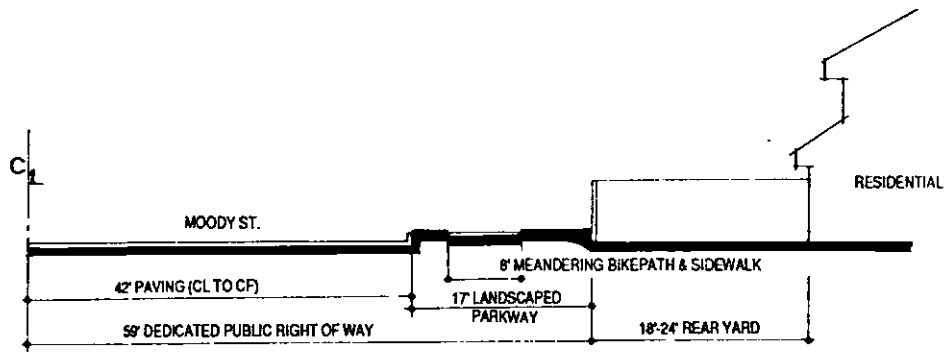 CL
MOODY ST.
RESIDENTIAL
8' MEANDERING BIKEPATH & SIDEWALK
42' PAVING (CL TO CF)
17' LANDSCAPED
PARKWAY
59' DEDICATED PUBLIC RIGHT OF WAY
18'-24' REAR YARD